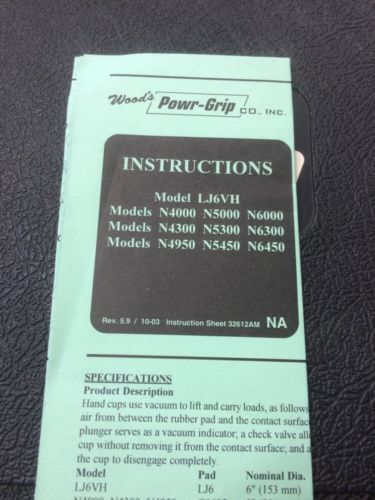 Wood's Powr-Grip CO., INC.
INSTRUCTIONS
Model LJ6VH
Models N4000 N5000 N6000
Models N4300 N5300 N6300
Models N4950 N5450 N6450
Rev. 5.9 / 10-03 Instruction Sheet 32612AM NA
SPECIFICATIONS
Product Description
Hand cups use vacuum to lift and carry loads, as follows
air from between the rubber pad and the contact surfac
plunger serves as a vacuum indicator; a check valve all
cup without removing it from the contact surface; and a
the cup to disengage completely.
Model Pad Nominal Dia.
LJ6VH LJ6 6" (153 mm)